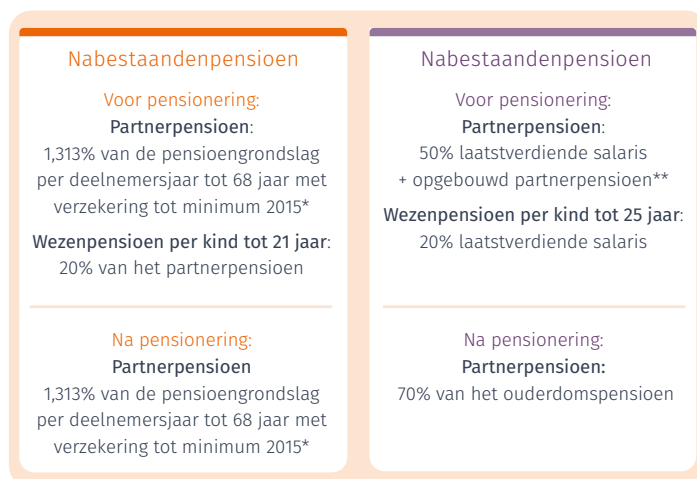 Nabestaandenpensioen
Voor pensionering:
Partnerpensioen:
1,313% van de pensioengrondslag
per deelnemersjaar tot 68 jaar met
verzekering tot minimum 2015*
Wezenpensioen per kind tot 21 jaar:
20% van het partnerpensioen
Na pensionering:
Partnerpensioen
1,313% van de pensioengrondslag
per deelnemersjaar tot 68 jaar met
verzekering tot minimum 2015*
Nabestaandenpensioen
Voor pensionering:
Partnerpensioen:
50% laatstverdiende salaris
+ opgebouwd partnerpensioen**
Wezenpensioen per kind tot 25 jaar:
20% laatstverdiende salaris
Na pensionering:
Partnerpensioen:
70% van het ouderdomspensioen